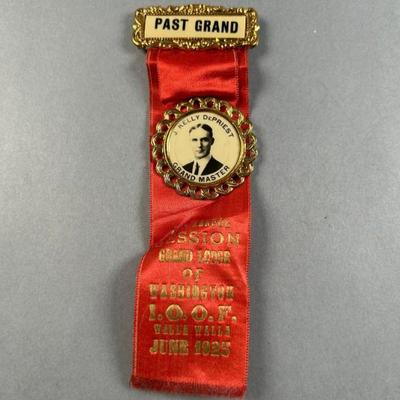 PAST GRAND
J. KELLY DePRIEST
GRAND MASTER
SESSION
GRAND LODGE
OF
WASHINGTON
I.O.O.F.
WALLA WALLA
JUNE 1925